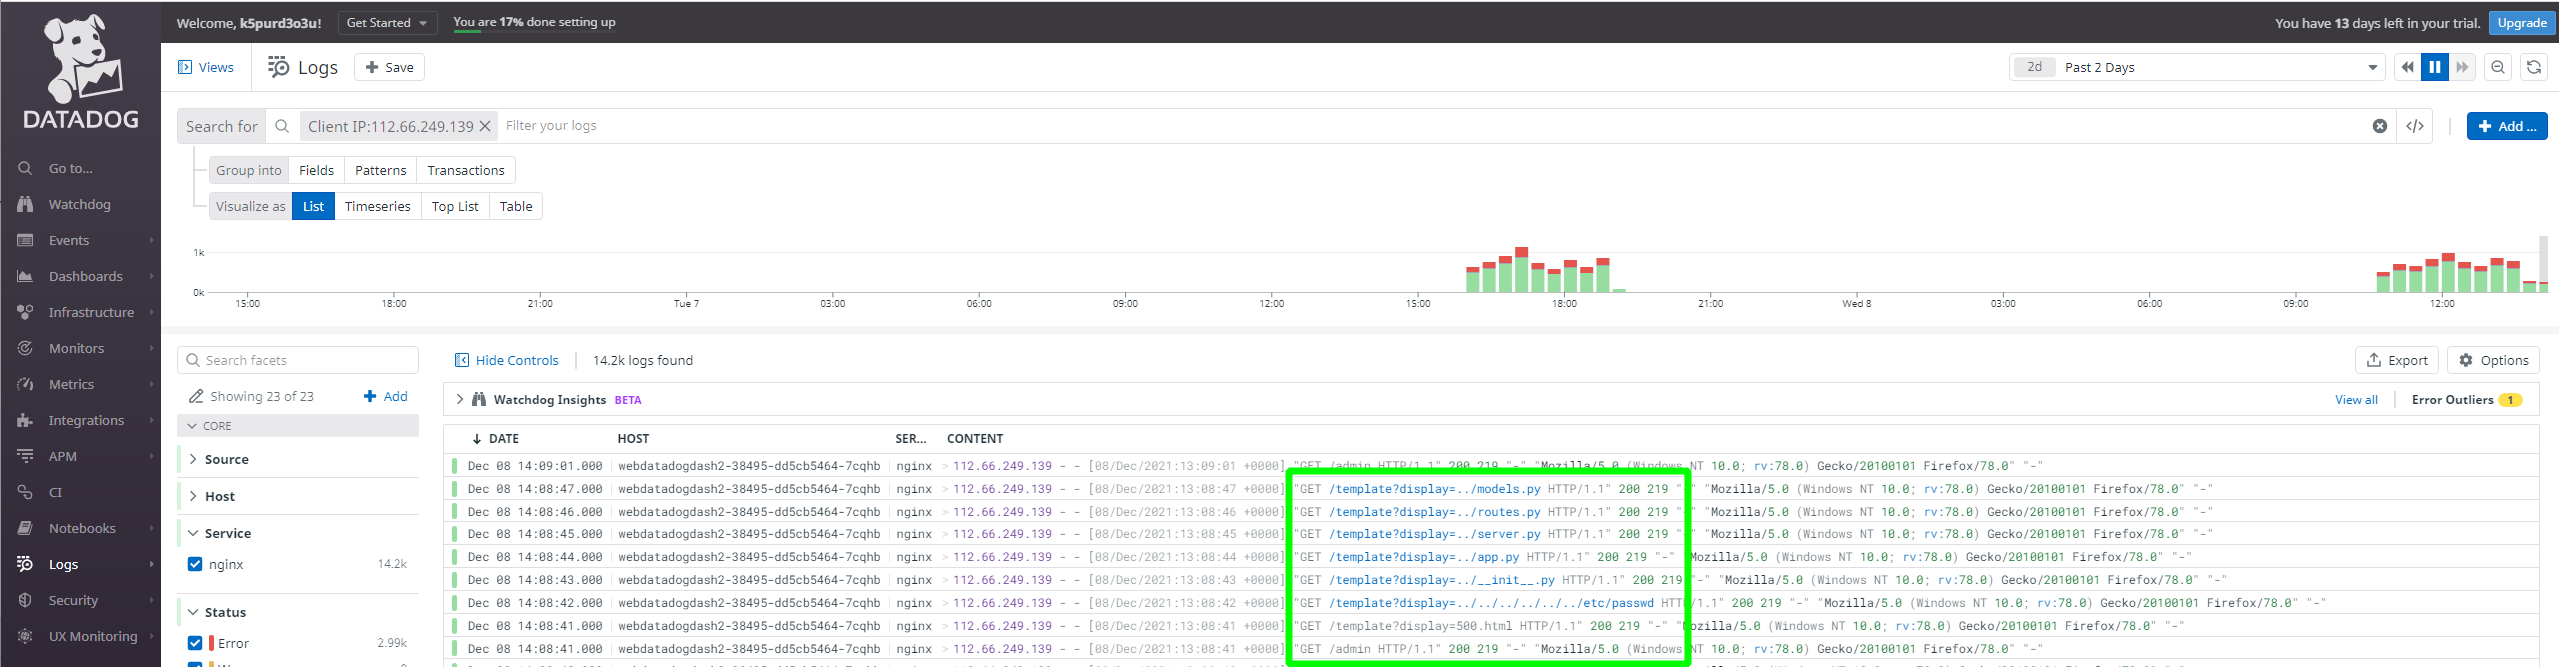 DATADOG
Welcome, k5purd3o3u!
Get Started
You are 17% done setting up
You have 13 days left in your trial.
Upgrade
Views
Logs
Save
2d
Past 2 Days
Search for
Client IP:112.66.249.139
Filter your logs
</>
Add ...
Group into
Fields
Patterns
Transactions
Visualize as
List
Timeseries
Top List
Table
1k
0k
15:00
18:00
21:00
Tue 7
03:00
06:00
09:00
12:00
15:00
18:00
21:00
Wed 8
03:00
06:00
09:00
12:00
Go to...
Watchdog
Events
Dashboards
Infrastructure
Monitors
Metrics
Integrations
APM
CI
Notebooks
Logs
Security
UX Monitoring
Search facets
Showing 23 of 23
Add
CORE
Source
Host
Service
nginx
14.2k
Status
Error
2.99k
Hide Controls
14.2k logs found
Export
Options
Watchdog Insights BETA
View all
Error Outliers 1
DATE HOST SER... CONTENT
Dec 08 14:09:01.000 webdatadogdash2-38495-dd5cb5464-7cqhb nginx > 112.66.249.139 - - [08/Dec/2021:13:09:01 +0000] "GET /admin HTTP/1.1" 200 219 "-" "Mozilla/5.0 (Windows NT 10.0; rv:78.0) Gecko/20100101 Firefox/78.0" "-"
Dec 08 14:08:47.000 webdatadogdash2-38495-dd5cb5464-7cqhb nginx > 112.66.249.139 - - [08/Dec/2021:13:08:47 +0000] "GET /template?display=../models.py HTTP/1.1" 200 219 "-" "Mozilla/5.0 (Windows NT 10.0; rv:78.0) Gecko/20100101 Firefox/78.0" "-"
Dec 08 14:08:46.000 webdatadogdash2-38495-dd5cb5464-7cqhb nginx > 112.66.249.139 - - [08/Dec/2021:13:08:46 +0000] "GET /template?display=../routes.py HTTP/1.1" 200 219 "-" "Mozilla/5.0 (Windows NT 10.0; rv:78.0) Gecko/20100101 Firefox/78.0" "-"
Dec 08 14:08:45.000 webdatadogdash2-38495-dd5cb5464-7cqhb nginx > 112.66.249.139 - - [08/Dec/2021:13:08:45 +0000] "GET /template?display=../server.py HTTP/1.1" 200 219 "-" "Mozilla/5.0 (Windows NT 10.0; rv:78.0) Gecko/20100101 Firefox/78.0" "-"
Dec 08 14:08:44.000 webdatadogdash2-38495-dd5cb5464-7cqhb nginx > 112.66.249.139 - - [08/Dec/2021:13:08:44 +0000] "GET /template?display=../app.py HTTP/1.1" 200 219 "-" "Mozilla/5.0 (Windows NT 10.0; rv:78.0) Gecko/20100101 Firefox/78.0" "-"
Dec 08 14:08:43.000 webdatadogdash2-38495-dd5cb5464-7cqhb nginx > 112.66.249.139 - - [08/Dec/2021:13:08:43 +0000] "GET /template?display=../__init__.py HTTP/1.1" 200 219 "-" "Mozilla/5.0 (Windows NT 10.0; rv:78.0) Gecko/20100101 Firefox/78.0" "-"
Dec 08 14:08:42.000 webdatadogdash2-38495-dd5cb5464-7cqhb nginx > 112.66.249.139 - - [08/Dec/2021:13:08:42 +0000] "GET /template?display=../../../../../../etc/passwd HTTP/1.1" 200 219 "-" "Mozilla/5.0 (Windows NT 10.0; rv:78.0) Gecko/20100101 Firefox/78.0" "-"
Dec 08 14:08:41.000 webdatadogdash2-38495-dd5cb5464-7cqhb nginx > 112.66.249.139 - - [08/Dec/2021:13:08:41 +0000] "GET /template?display=500.html HTTP/1.1" 200 219 "-" "Mozilla/5.0 (Windows NT 10.0; rv:78.0) Gecko/20100101 Firefox/78.0" "-"
Dec 08 14:08:41.000 webdatadogdash2-38495-dd5cb5464-7cqhb nginx > 112.66.249.139 - - [08/Dec/2021:13:08:41 +0000] "GET /admin HTTP/1.1" 200 219 "-" "Mozilla/5.0 (Windows NT 10.0; rv:78.0) Gecko/20100101 Firefox/78.0" "-"